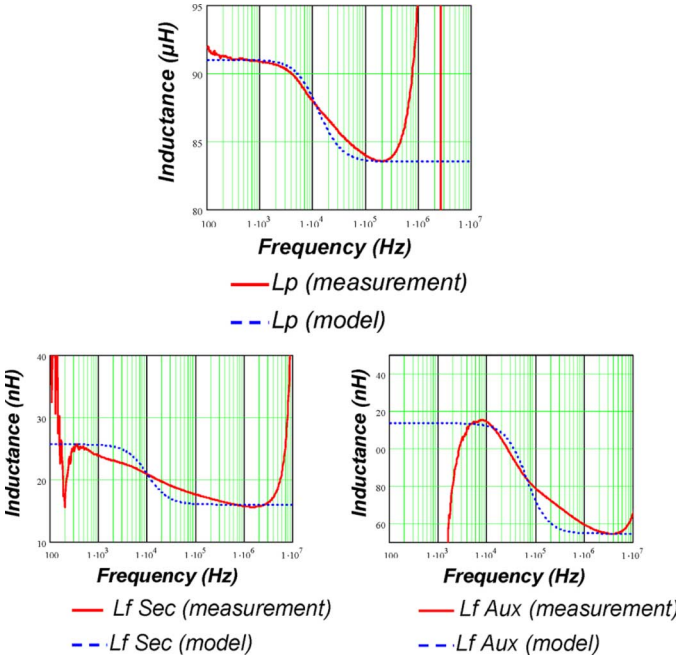 95
90
85
80
Inductance (µH)
100 1·10³ 1·10⁴ 1·10⁵ 1·10⁶ 1·10⁷
Frequency (Hz)
Lp (measurement)
Lp (model)
40
30
20
10
Inductance (nH)
100 1·10³ 1·10⁴ 1·10⁵ 1·10⁶ 1·10⁷
Frequency (Hz)
Lf Sec (measurement)
Lf Sec (model)
40
20
00
80
60
Inductance (nH)
100 1·10³ 1·10⁴ 1·10⁵ 1·10⁶ 1·10⁷
Frequency (Hz)
Lf Aux (measurement)
Lf Aux (model)